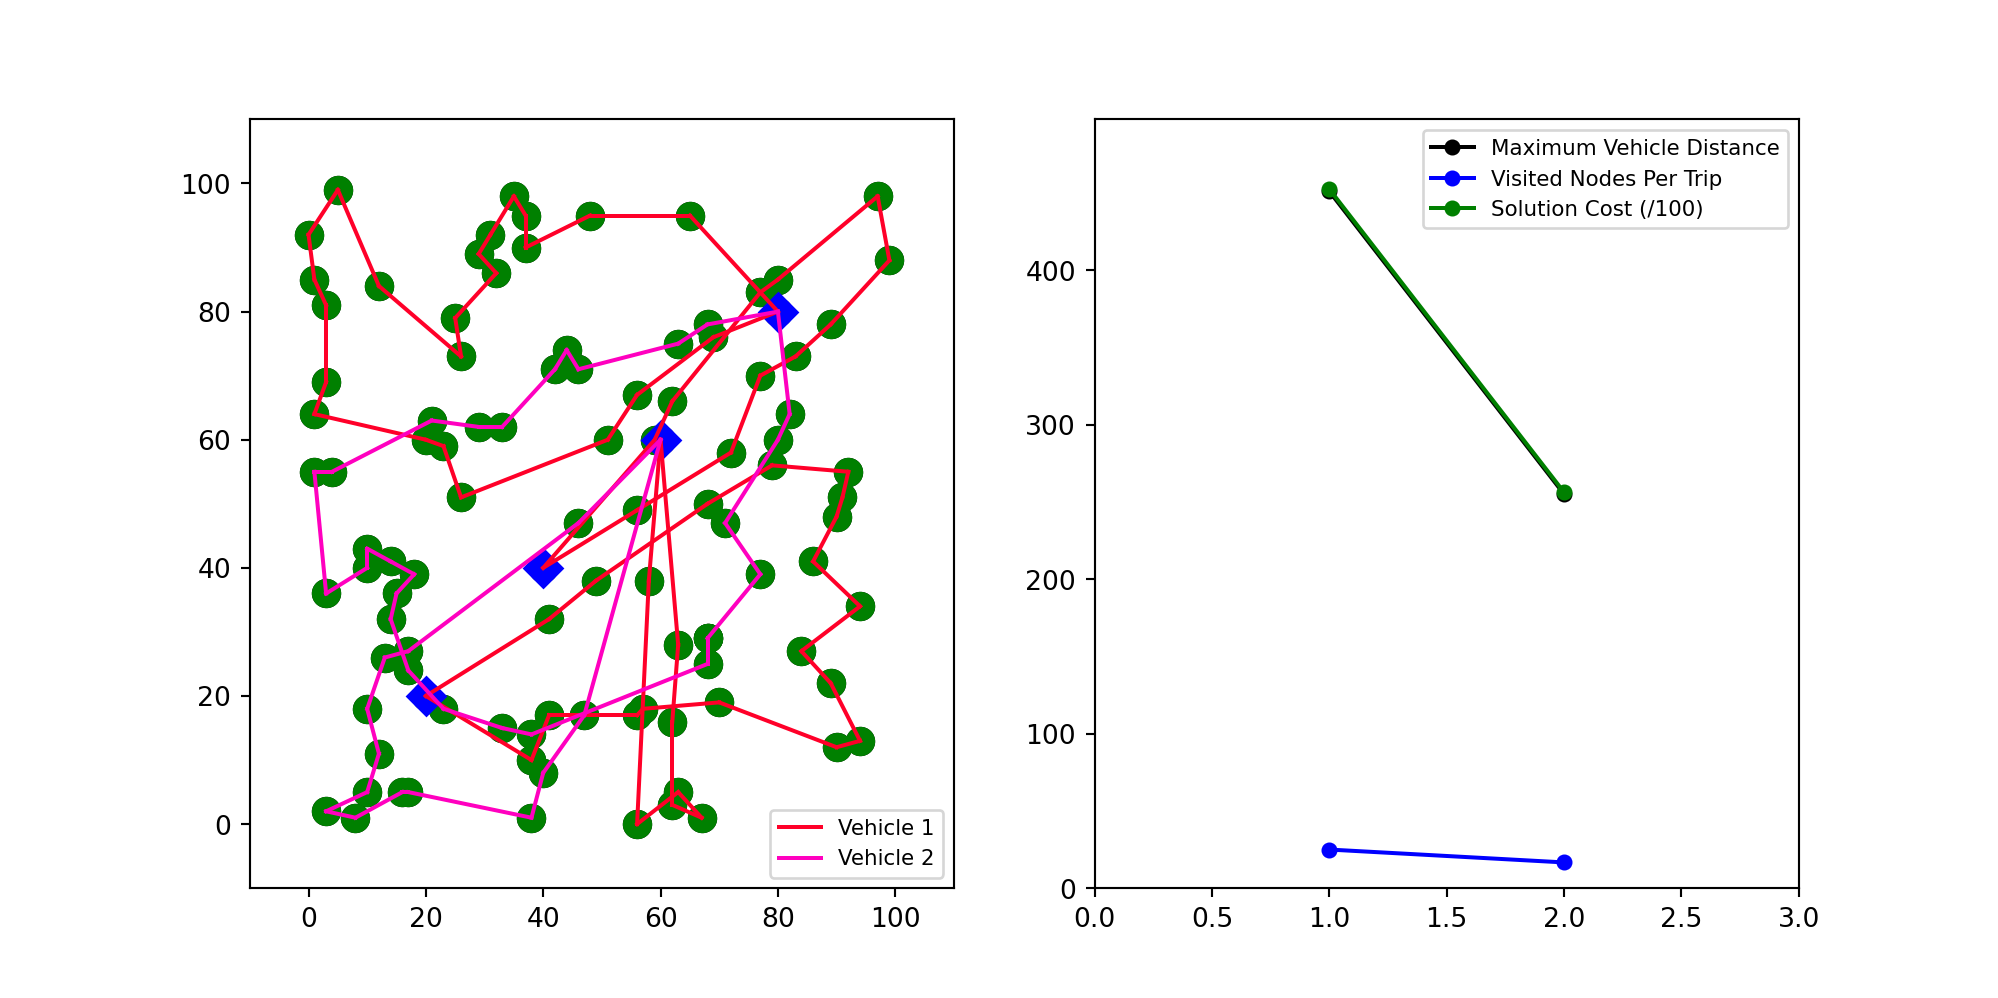 100
80
60
40
20
0
0 20 40 60 80 100
Vehicle 1
Vehicle 2
400
300
200
100
0
0.0 0.5 1.0 1.5 2.0 2.5 3.0
Maximum Vehicle Distance
Visited Nodes Per Trip
Solution Cost (/100)